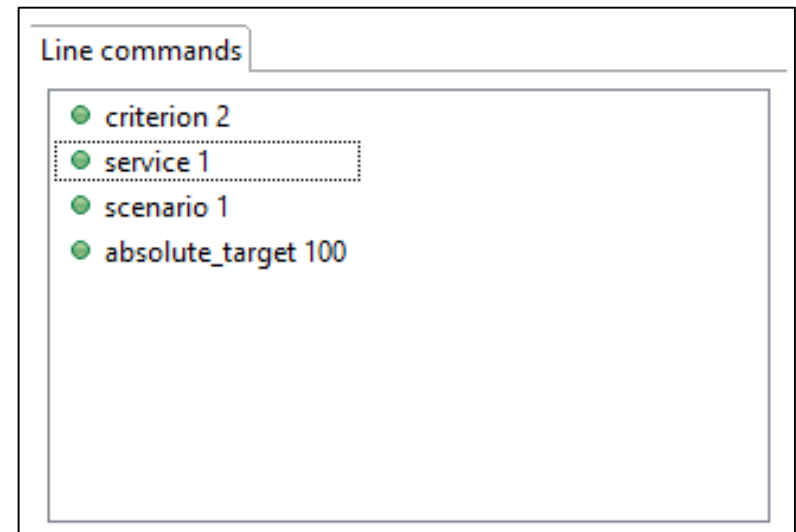 Line commands
criterion 2
service 1
scenario 1
absolute_target 100